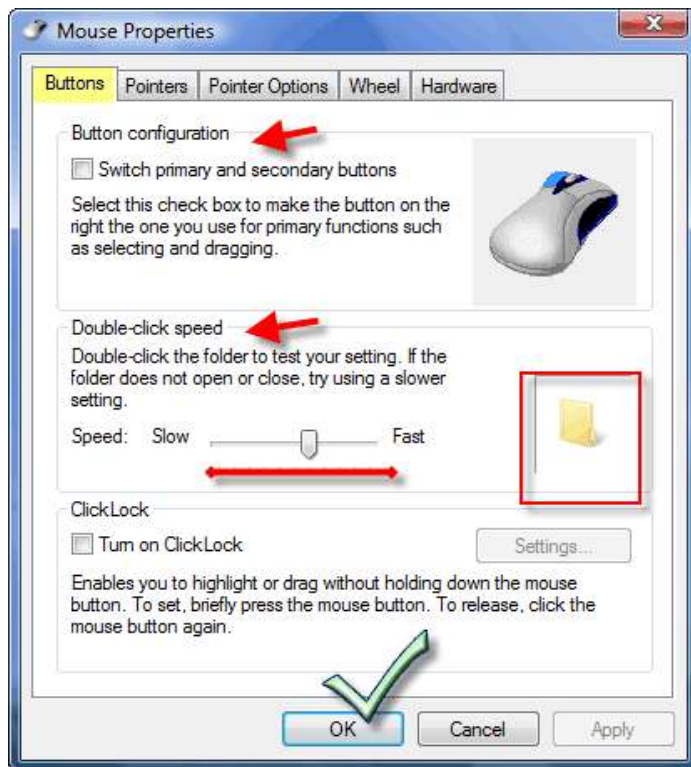 Mouse Properties
Buttons Pointers Pointer Options Wheel Hardware
Button configuration
Switch primary and secondary buttons
Select this check box to make the button on the
right the one you use for primary functions such
as selecting and dragging.
Double-click speed
Double-click the folder to test your setting. If the
folder does not open or close, try using a slower
setting.
Speed: Slow Fast
ClickLock
Turn on ClickLock
Settings...
Enables you to highlight or drag without holding down the mouse
button. To set, briefly press the mouse button. To release, click the
mouse button again.
OK Cancel Apply